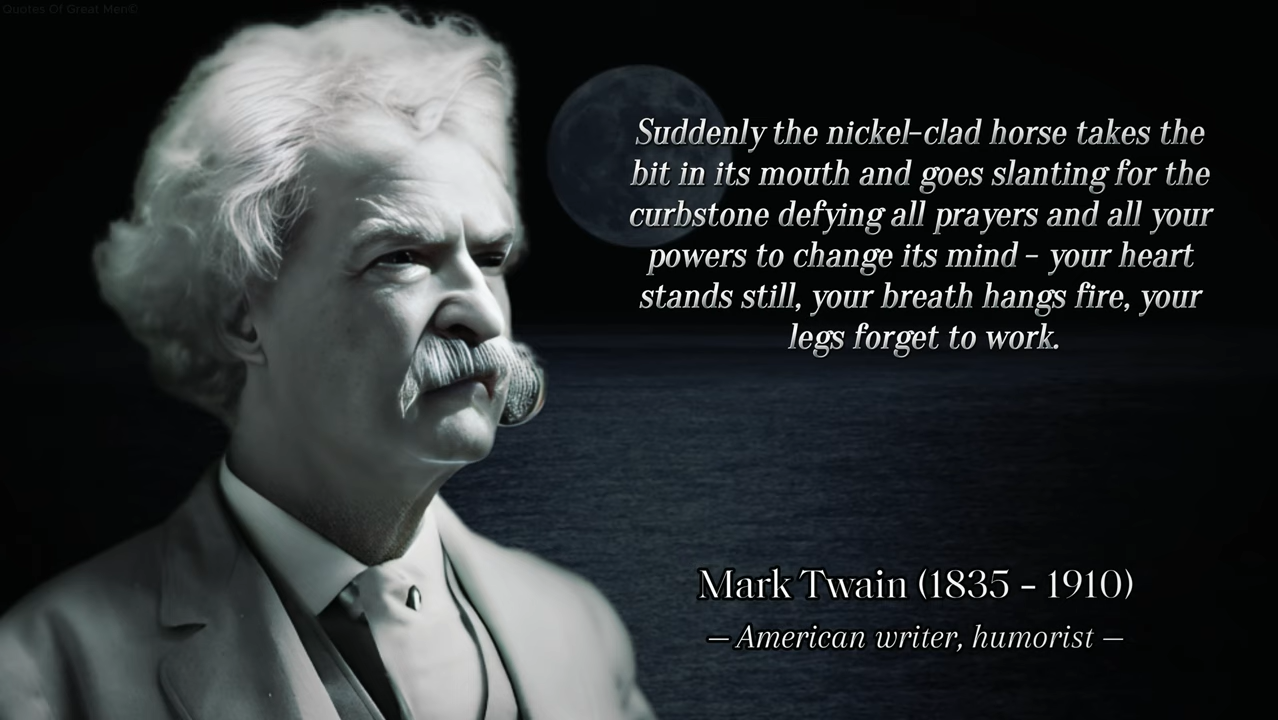 Quotes Of Great Men©
Suddenly the nickel-clad horse takes the
bit in its mouth and goes slanting for the
curbstone defying all prayers and all your
powers to change its mind - your heart
stands still, your breath hangs fire, your
legs forget to work.
Mark Twain (1835 - 1910)
— American writer, humorist —